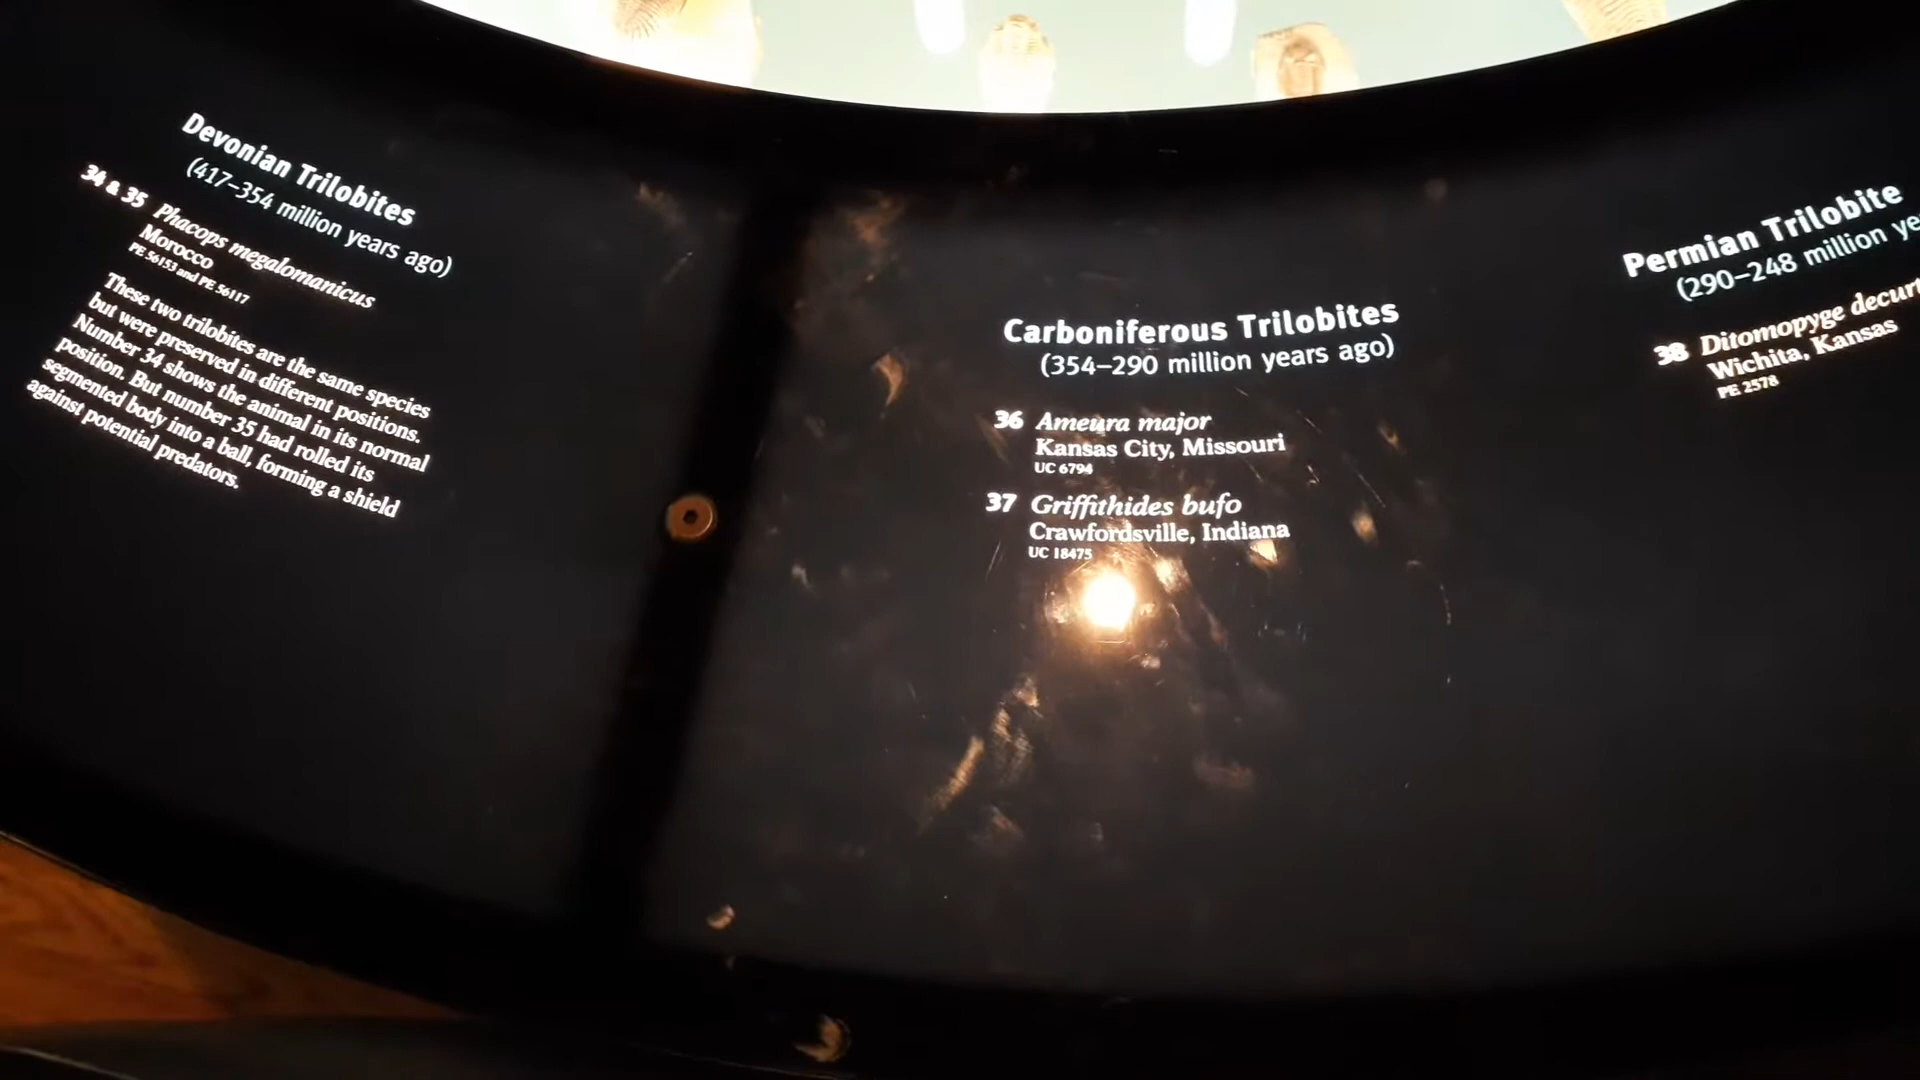 Devonian Trilobites
(417–354 million years ago)
34 & 35 Phacops megalomanicus
Morocco
PE 56153 and PE 56117
These two trilobites are the same species
but were preserved in different positions.
Number 34 shows the animal in its normal
position. But number 35 had rolled its
segmented body into a ball, forming a shield
against potential predators.
Carboniferous Trilobites
(354–290 million years ago)
36 Ameura major
Kansas City, Missouri
UC 6794
37 Griffithides bufo
Crawfordsville, Indiana
UC 18475
Permian Trilobite
(290–248 million
38 Ditomopyge
Wichita, Kansas
PE 2578